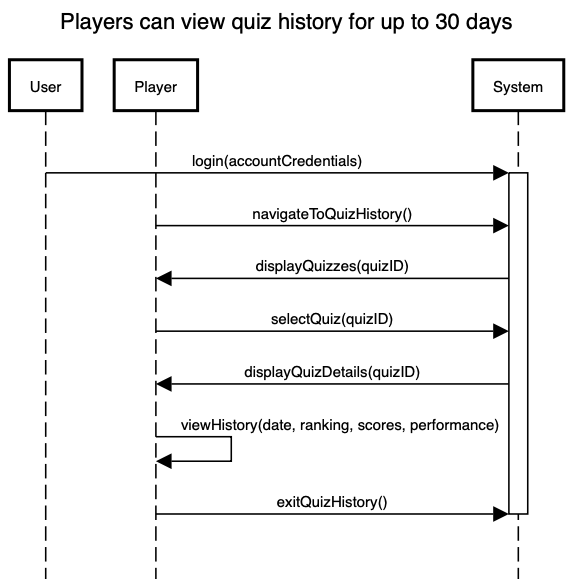 Players can view quiz history for up to 30 days
User
Player
System
login(accountCredentials)
navigateToQuizHistory()
displayQuizzes(quizID)
selectQuiz(quizID)
displayQuizDetails(quizID)
viewHistory(date, ranking, scores, performance)
exitQuizHistory()